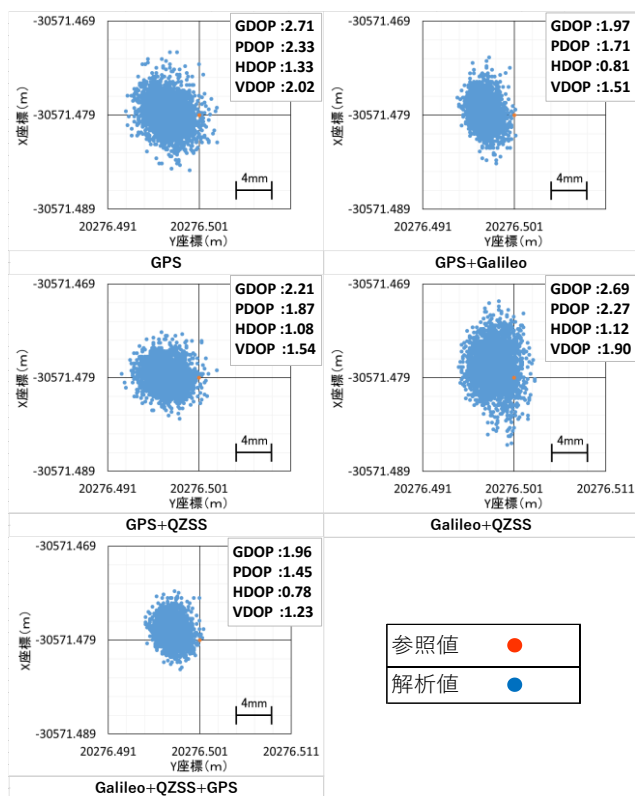 -30571.469
X座標(m)
-30571.479
-30571.489
GDOP :2.71
PDOP :2.33
HDOP :1.33
VDOP :2.02
4mm
20276.491
20276.501
Y座標(m)
GPS
-30571.469
X座標(m)
-30571.479
-30571.489
GDOP :1.97
PDOP :1.71
HDOP :0.81
VDOP :1.51
4mm
20276.491
20276.501
Y座標(m)
GPS+Galileo
-30571.469
X座標(m)
-30571.479
-30571.489
GDOP :2.21
PDOP :1.87
HDOP :1.08
VDOP :1.54
4mm
20276.491
20276.501
Y座標(m)
GPS+QZSS
-30571.469
X座標(m)
-30571.479
-30571.489
GDOP :2.69
PDOP :2.27
HDOP :1.12
VDOP :1.90
4mm
20276.491
20276.501
20276.511
Y座標(m)
Galileo+QZSS
-30571.469
X座標(m)
-30571.479
-30571.489
GDOP :1.96
PDOP :1.45
HDOP :0.78
VDOP :1.23
4mm
20276.491
20276.501
20276.511
Y座標(m)
Galileo+QZSS+GPS
参照値
解析値